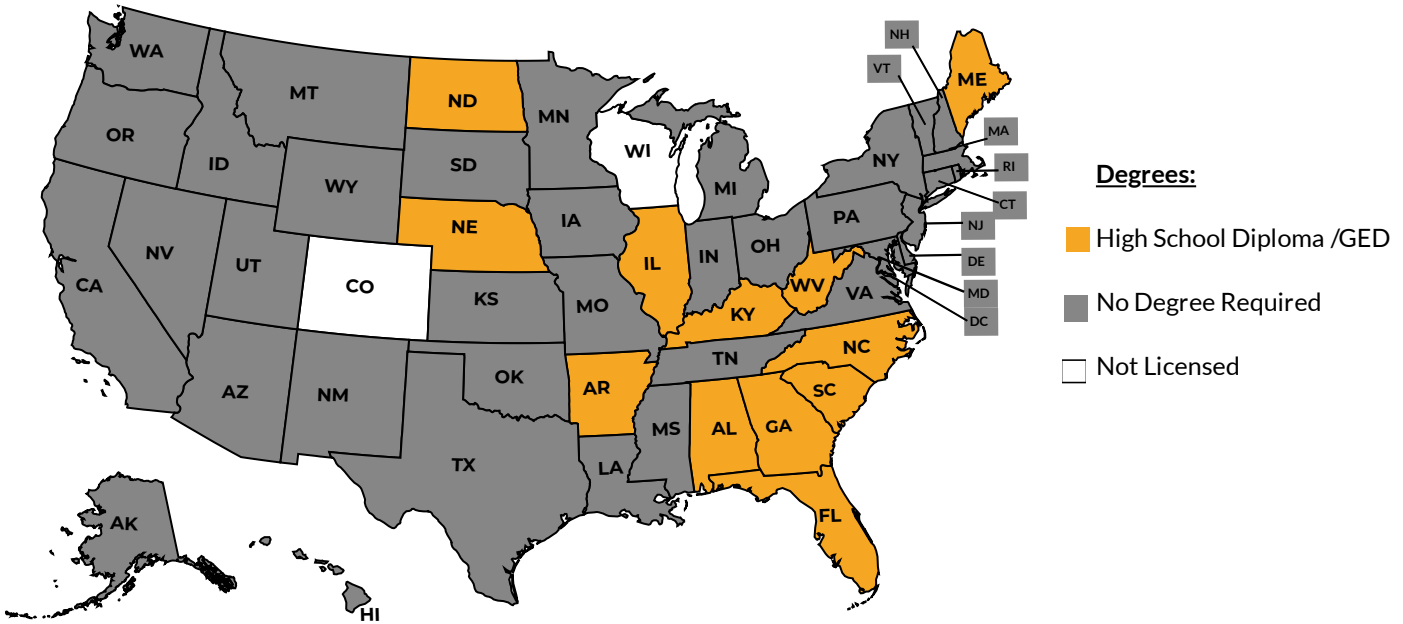 NH
ME
WA
VT
MT
ND
MN
MA
OR
WI
NY
ID
SD
RI
WY
MI
CT
IA
PA
NE
NJ
NV
OH
IN
UT
IL
DE
CA
CO
WV
KS
VA
MD
MO
KY
DC
NC
TN
OK
AR
SC
AZ
NM
GA
AL
MS
TX
LA
FL
AK
HI
Degrees:
High School Diploma /GED
No Degree Required
Not Licensed